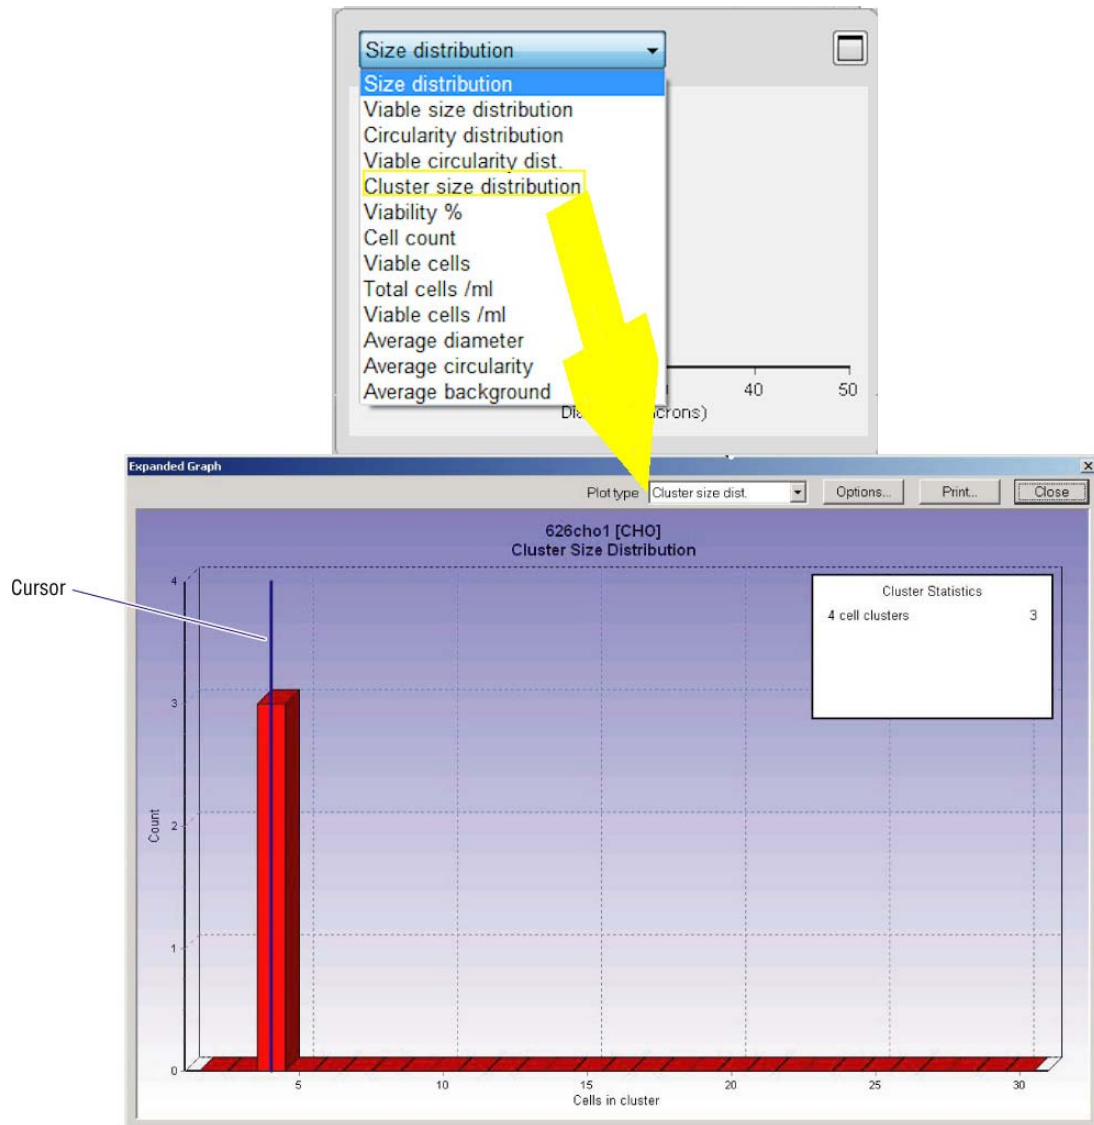 Size distribution
Size distribution
Viable size distribution
Circularity distribution
Viable circularity dist.
Cluster size distribution
Viability %
Cell count
Viable cells
Total cells /ml
Viable cells /ml
Average diameter
Average circularity
Average background
40 50
Expanded Graph
Plot type Cluster size dist. Options... Print... Close
626cho1 [CHO]
Cluster Size Distribution
Cursor
Cluster Statistics
4 cell clusters 3
4
3
2
1
0
Count
5 10 15 20 25 30
Cells in cluster